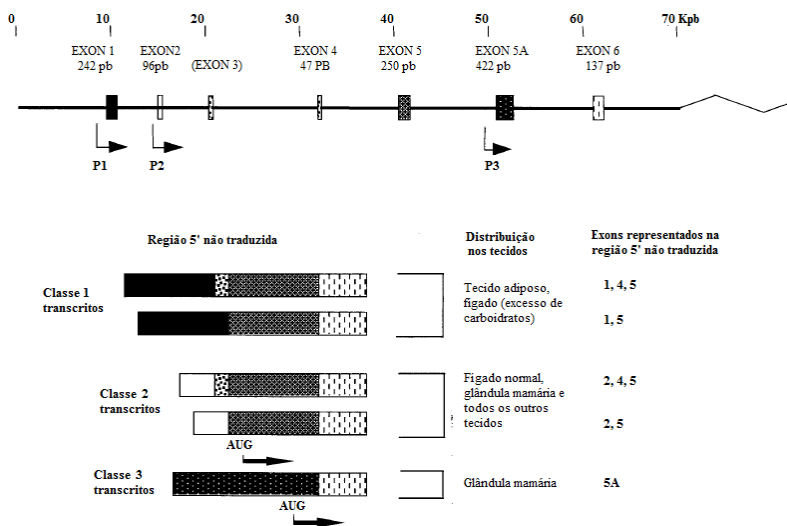 0 10 20 30 40 50 60 70 Kpb
EXON 1 EXON2 (EXON 3) EXON 4 EXON 5 EXON 5A EXON 6
242 pb 96pb 47 PB 250 pb 422 pb 137 pb
P1 P2 P3
Região 5' não traduzida
Distribuição
nos tecidos
Exons representados na
região 5' não traduzida
Classe 1
transcritos
Tecido adiposo,
fígado (excesso de
carboidratos)
1, 4, 5
1, 5
Classe 2
transcritos
Fígado normal,
glândula mamária e
todos os outros
tecidos
2, 4, 5
2, 5
AUG
Classe 3
transcritos
Glândula mamária
5A
AUG